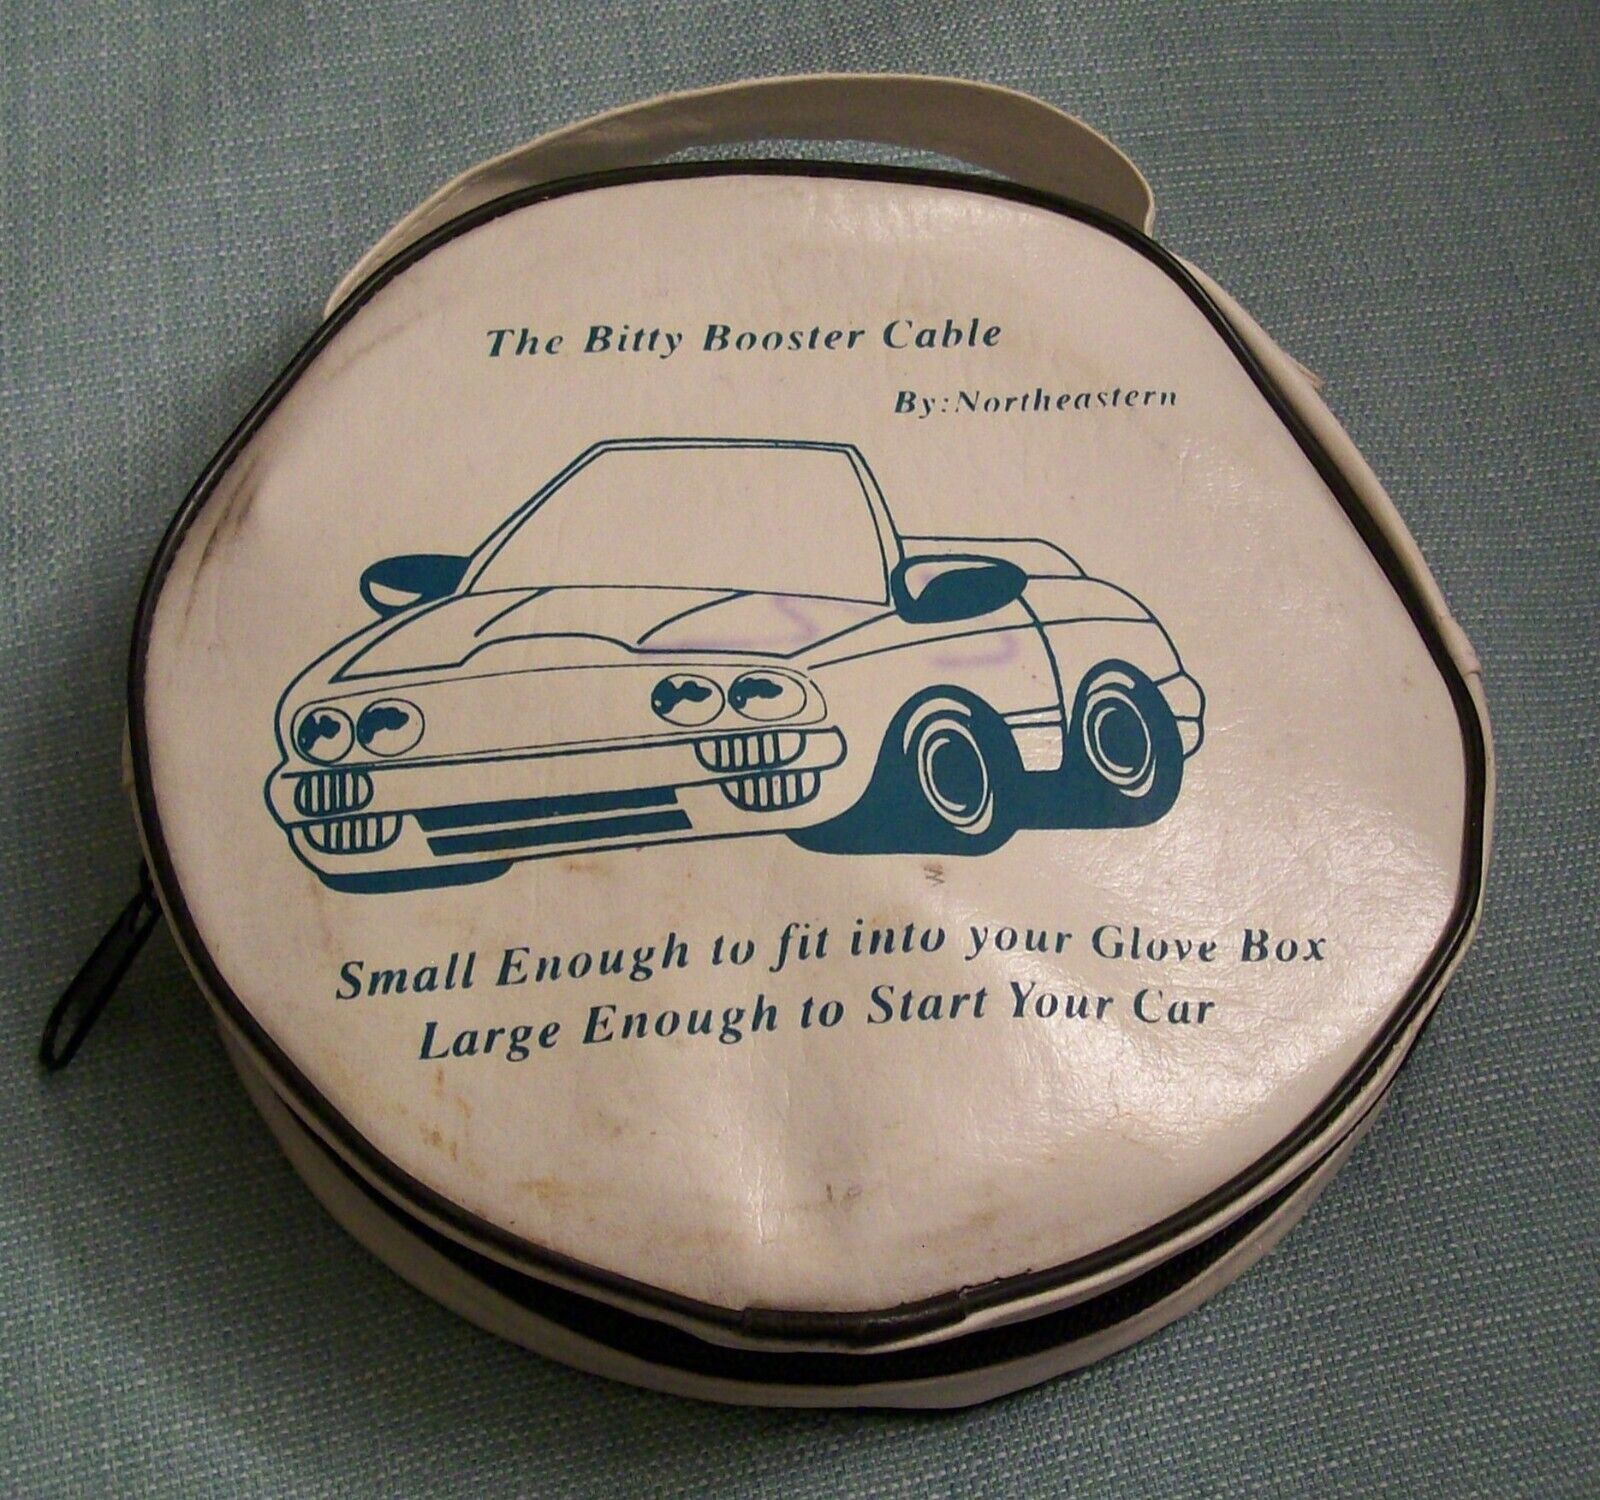 The Bitty Booster Cable
By:Northeastern
Small Enough to fit into your Glove Box
Large Enough to Start Your Car